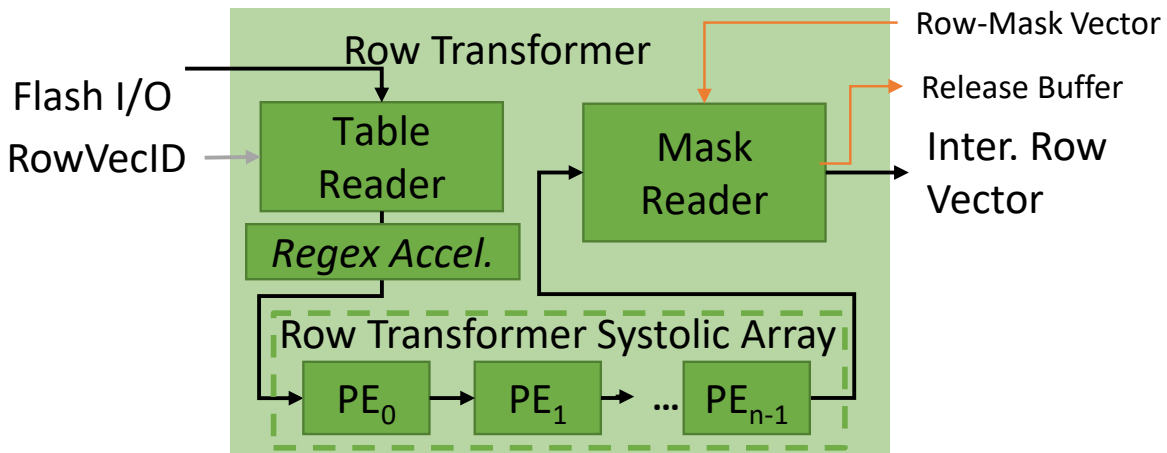 Row Transformer
Flash I/O
RowVecID
Table
Reader
Regex Accel.
Row Transformer Systolic Array
PE0
PE1
...
PEn-1
Mask
Reader
Row-Mask Vector
Release Buffer
Inter. Row
Vector